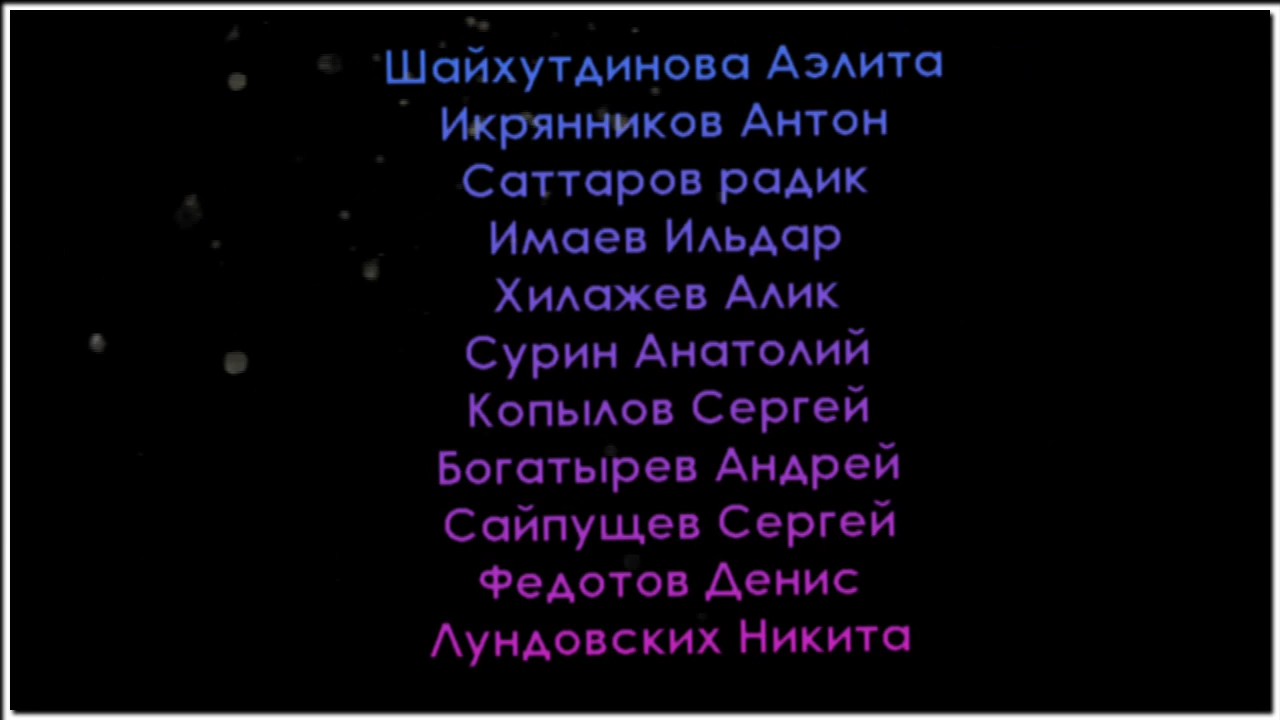 Шайхутдинова Аэлита
Икрянников Антон
Саттаров радик
Имаев Ильдар
Хилажев Алик
Сурин Анатолий
Копылов Сергей
Богатырев Андрей
Сайпущев Сергей
Федотов Денис
Лундовских Никита